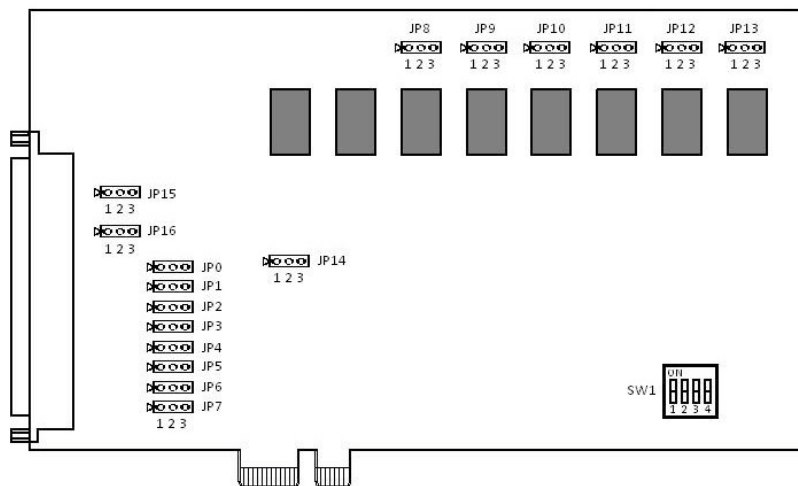 JP8 JP9 JP10 JP11 JP12 JP13
1 2 3 1 2 3 1 2 3 1 2 3 1 2 3 1 2 3
JP15
1 2 3
JP16
1 2 3
JP0
JP14
1 2 3
JP1
JP2
JP3
JP4
JP5
JP6
JP7
1 2 3
ON
SW1
1 2 3 4